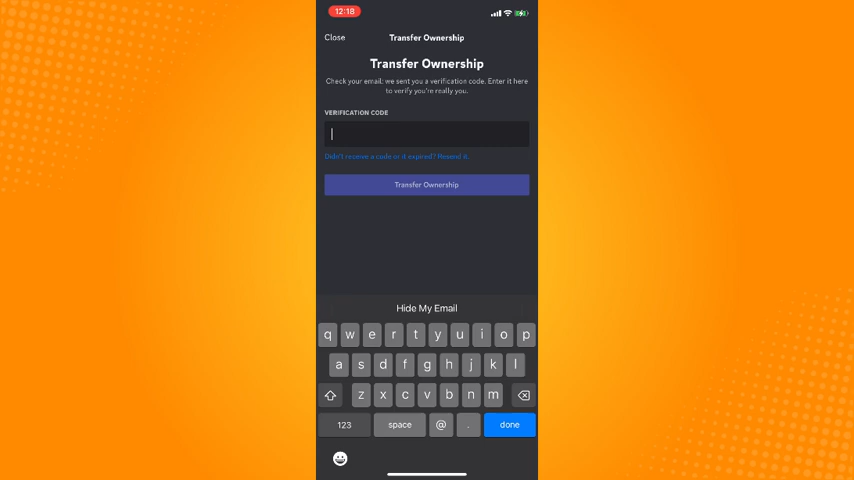 12:18
Close
Transfer Ownership
Transfer Ownership
Check your email: we sent you a verification code. Enter it here
to verify you're really you.
VERIFICATION CODE
Didn't receive a code or it expired? Resend it.
Transfer Ownership
Hide My Email
q w e r t y u i o p
a s d f g h j k l
z x c v b n m
123 space @ . done